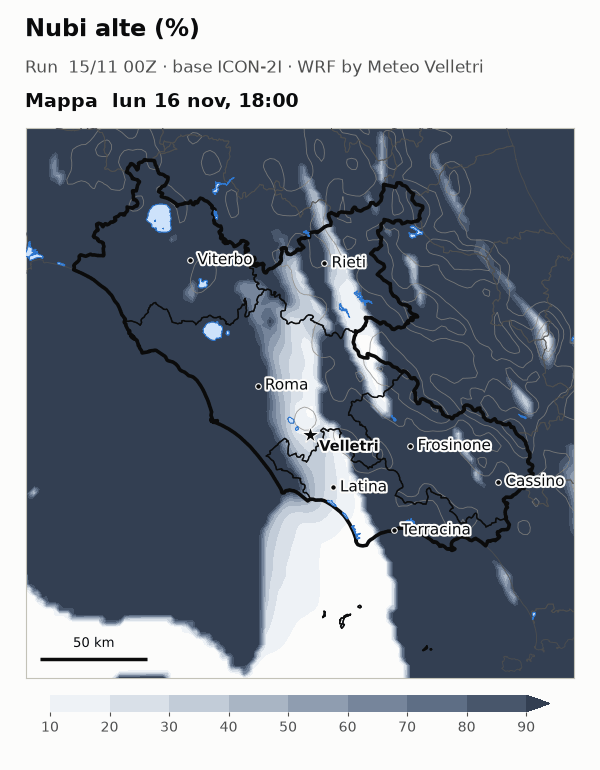 Nubi alte (%)
Run 15/11 00Z · base ICON-2I · WRF by Meteo Velletri
Mappa lun 16 nov, 18:00
Viterbo
Rieti
Roma
Velletri
Frosinone
Latina
Cassino
Terracina
50 km
10 20 30 40 50 60 70 80 90